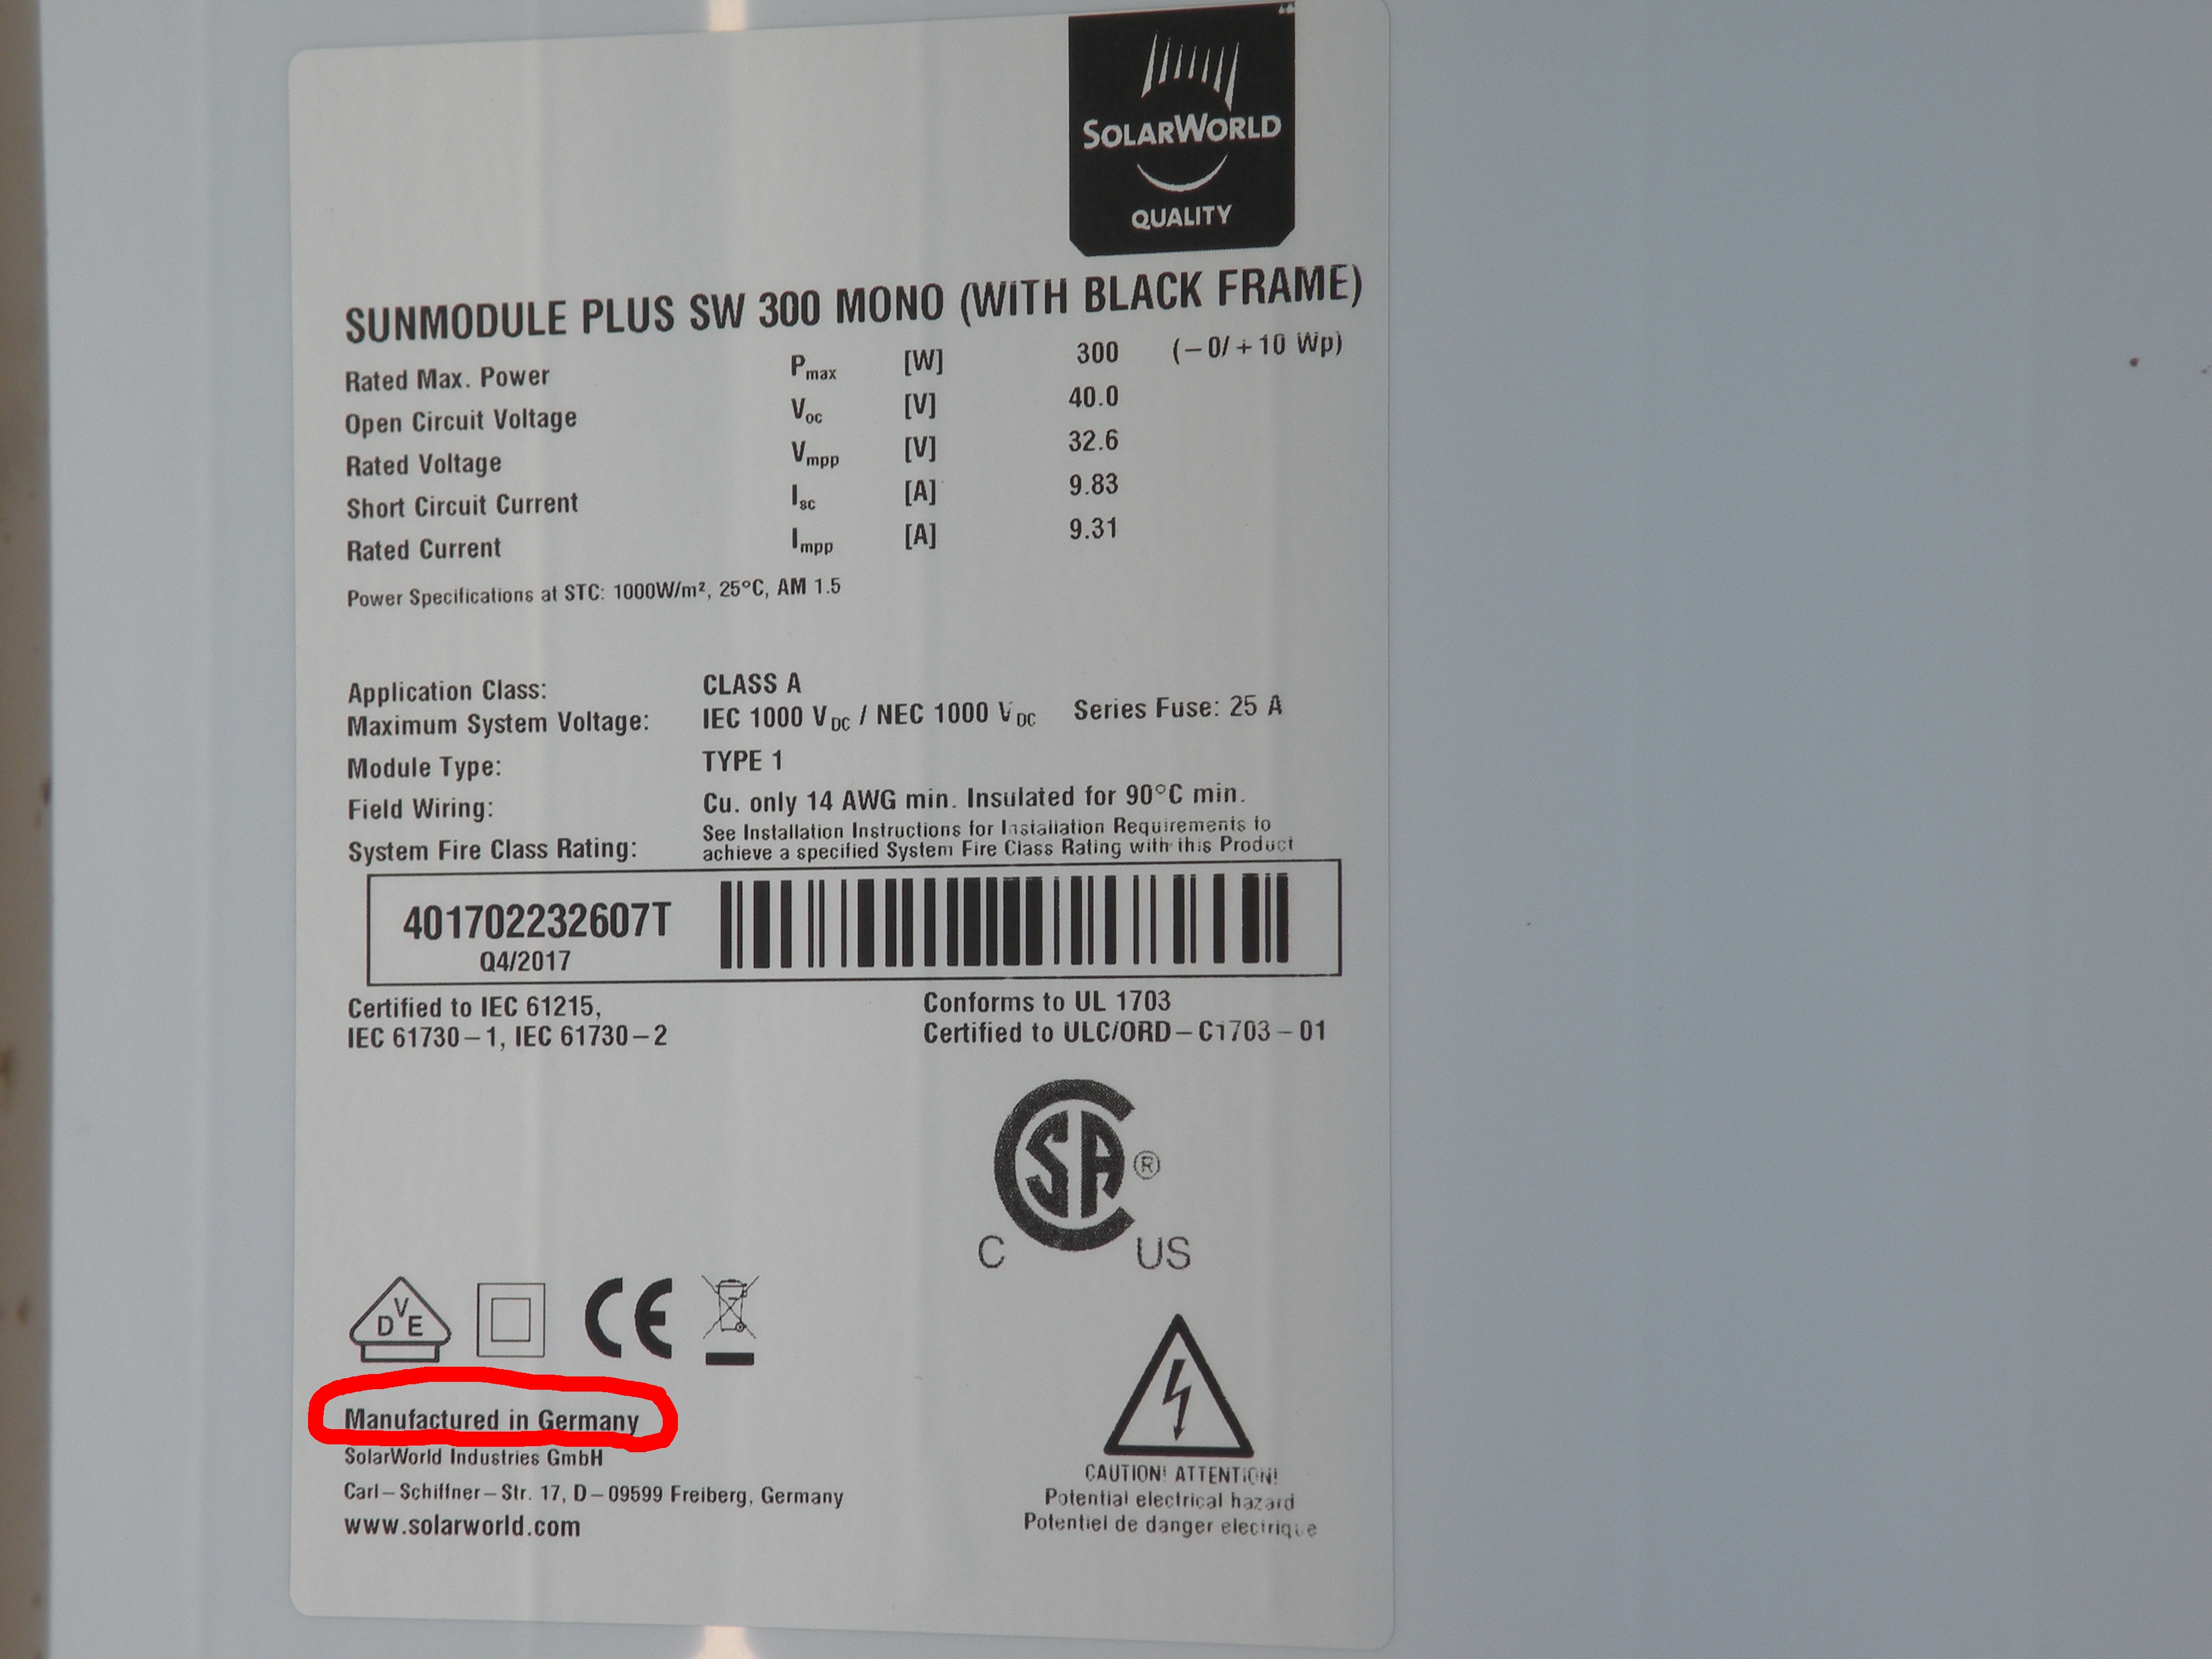 SOLARWORLD
QUALITY
SUNMODULE PLUS SW 300 MONO (WITH BLACK FRAME)
Rated Max. Power Pmax [W] 300 (−0/+10 Wp)
Open Circuit Voltage Voc [V] 40.0
Rated Voltage Vmpp [V] 32.6
Short Circuit Current Isc [A] 9.83
Rated Current Impp [A] 9.31
Power Specifications at STC: 1000W/m², 25°C, AM 1.5
Application Class: CLASS A
Maximum System Voltage: IEC 1000 VDC / NEC 1000 VDC Series Fuse: 25 A
Module Type: TYPE 1
Field Wiring: Cu. only 14 AWG min. Insulated for 90°C min.
System Fire Class Rating: See Installation Instructions for Installation Requirements to
achieve a specified System Fire Class Rating with this Product
401702232607T
Q4/2017
Certified to IEC 61215,
IEC 61730−1, IEC 61730−2
Conforms to UL 1703
Certified to ULC/ORD−C1703−01
CSA ®
C US
VDE CE
Manufactured in Germany
SolarWorld Industries GmbH
Carl−Schiffner−Str. 17, D−09599 Freiberg, Germany
www.solarworld.com
CAUTION! ATTENTION!
Potential electrical hazard
Potentiel de danger electrique